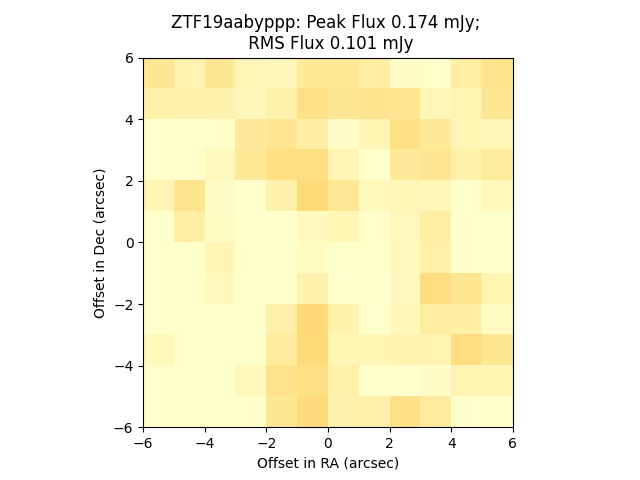 ZTF19aabyppp: Peak Flux 0.174 mJy;
RMS Flux 0.101 mJy
6
4
2
0
−2
−4
−6
Offset in Dec (arcsec)
−6 −4 −2 0 2 4 6
Offset in RA (arcsec)